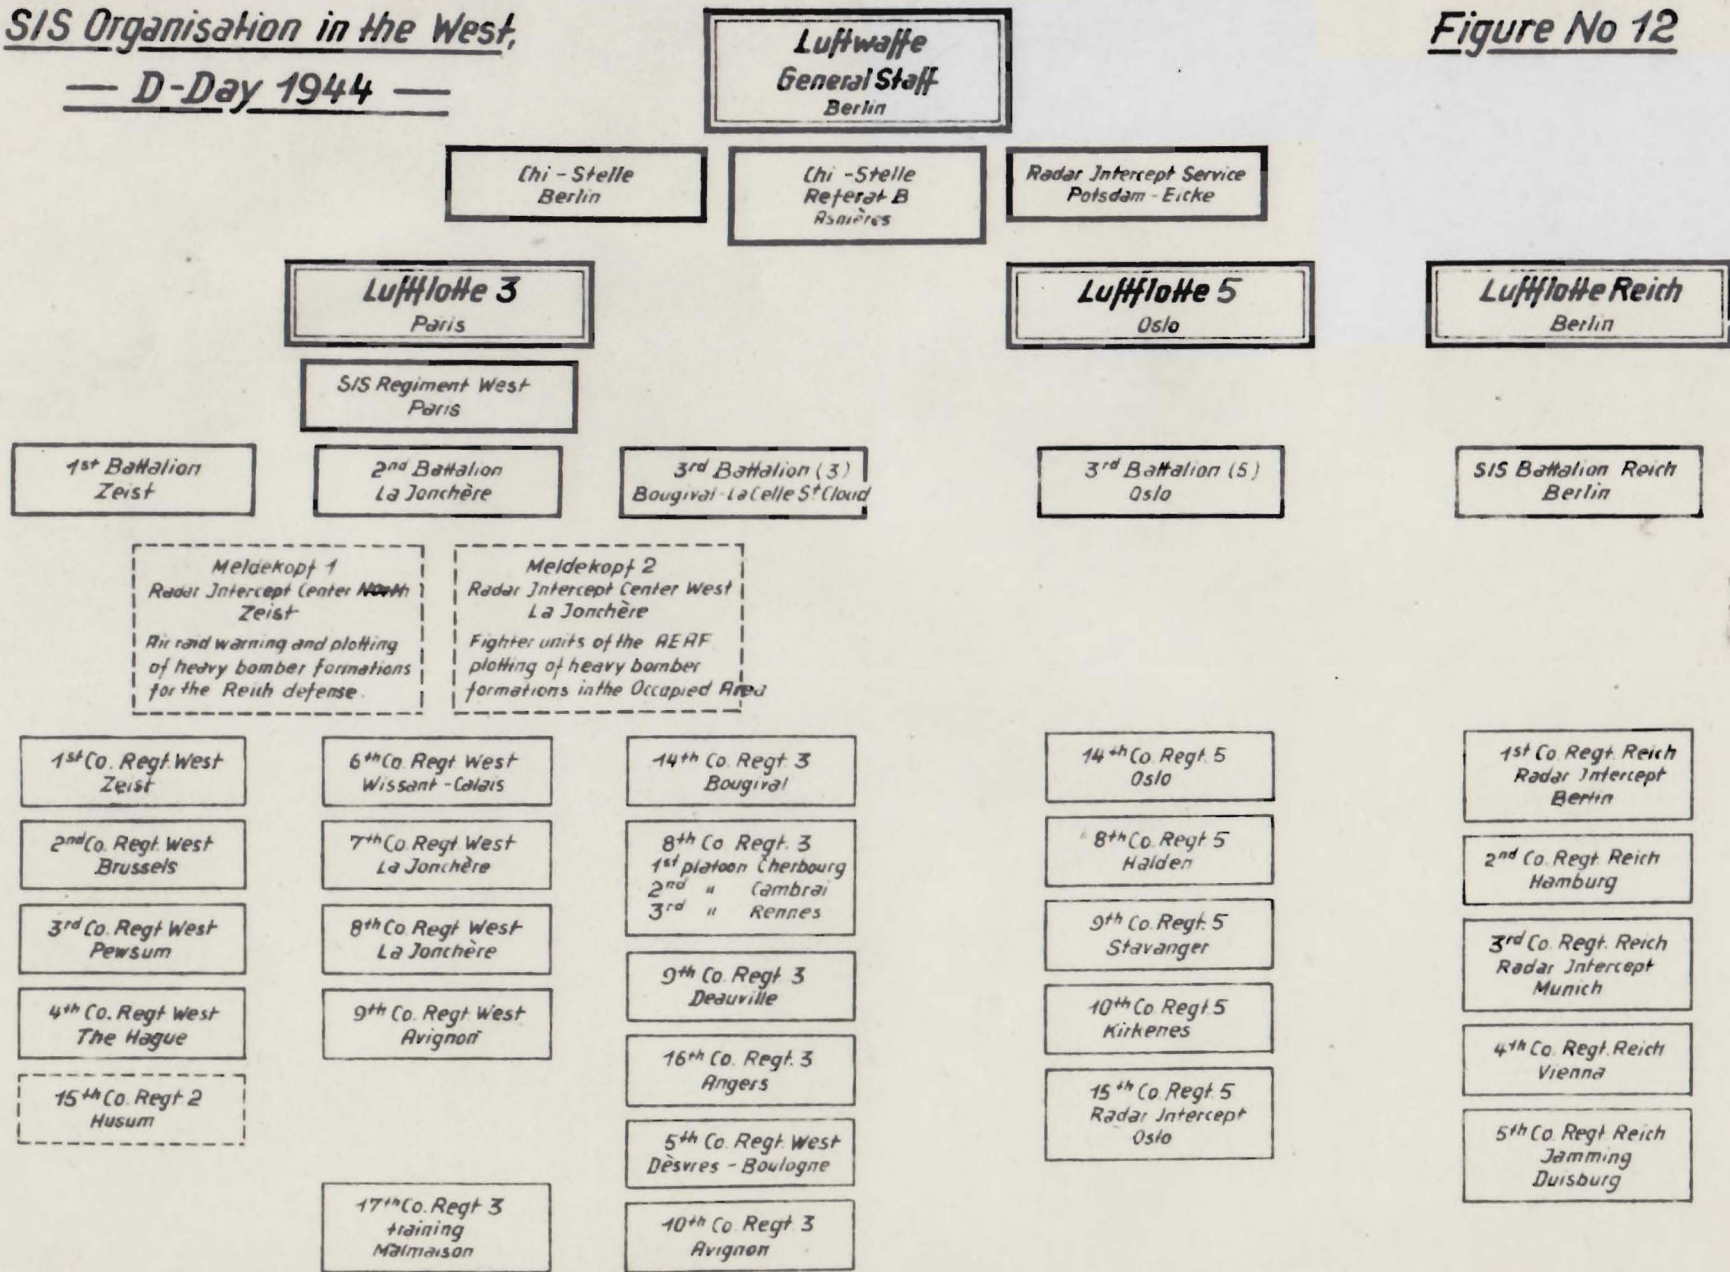 SIS Organisation in the West,
— D-Day 1944 —
Figure No 12
Luftwaffe
General Staff
Berlin
Chi - Stelle
Berlin
Chi - Stelle
Referat B
Asnières
Radar Intercept Service
Potsdam - Eicke
Luftflotte 3
Paris
Luftflotte 5
Oslo
Luftflotte Reich
Berlin
SIS Regiment West
Paris
1st Battalion
Zeist
2nd Battalion
La Jonchère
3rd Battalion (3)
Bougival-La Celle St Cloud
3rd Battalion (5)
Oslo
SIS Battalion Reich
Berlin
Meldekopf 1
Radar Intercept Center North
Zeist
Air raid warning and plotting
of heavy bomber formations
for the Reich defense.
Meldekopf 2
Radar Intercept Center West
La Jonchère
Fighter units of the AEAF
plotting of heavy bomber
formations in the Occupied Area
1st Co. Regt. West
Zeist
2nd Co. Regt. West
Brussels
3rd Co. Regt West
Pewsum
4th Co. Regt West
The Hague
15th Co. Regt 2
Husum
6th Co. Regt West
Wissant - Calais
7th Co. Regt West
La Jonchère
8th Co. Regt West
La Jonchère
9th Co. Regt West
Avignon
17th Co. Regt 3
training
Malmaison
14th Co Regt. 3
Bougival
8th Co Regt. 3
1st platoon Cherbourg
2nd " Cambrai
3rd " Rennes
9th Co. Regt 3
Deauville
16th Co. Regt. 3
Angers
5th Co. Regt. West
Dèsvres - Boulogne
10th Co. Regt 3
Avignon
14th Co. Regt. 5
Oslo
8th Co. Regt 5
Halden
9th Co. Regt. 5
Stavanger
10th Co. Regt. 5
Kirkenes
15th Co. Regt. 5
Radar Intercept
Oslo
1st Co. Regt. Reich
Radar Intercept
Berlin
2nd Co. Regt. Reich
Hamburg
3rd Co. Regt. Reich
Radar Intercept
Munich
4th Co. Regt. Reich
Vienna
5th Co. Regt. Reich
Jamming
Duisburg